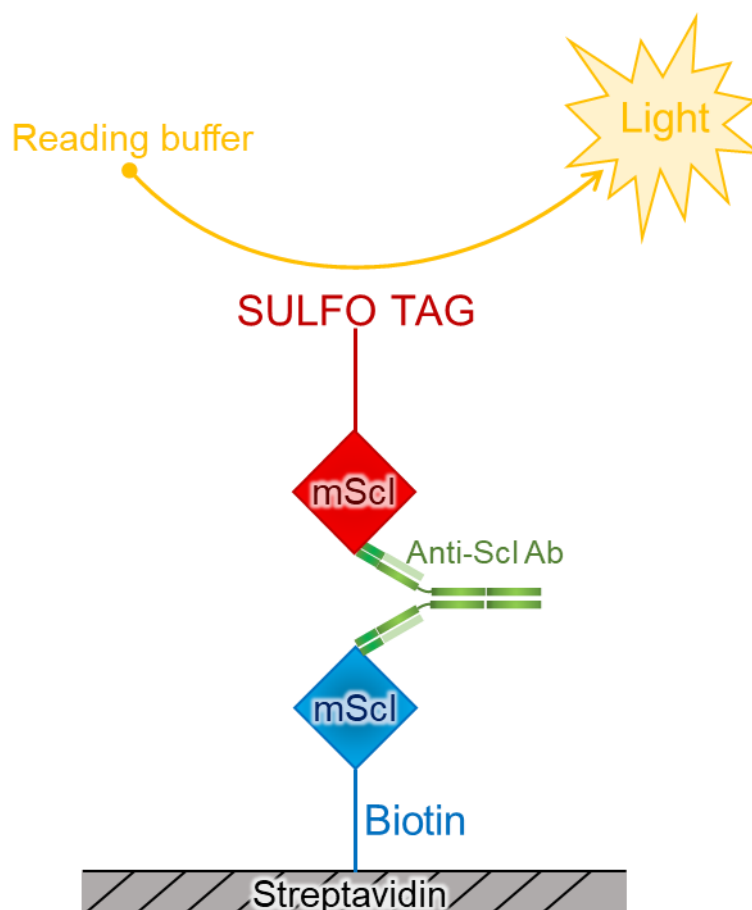 Light
Reading buffer
SULFO TAG
mScl
Anti-Scl Ab
mScl
Biotin
Streptavidin